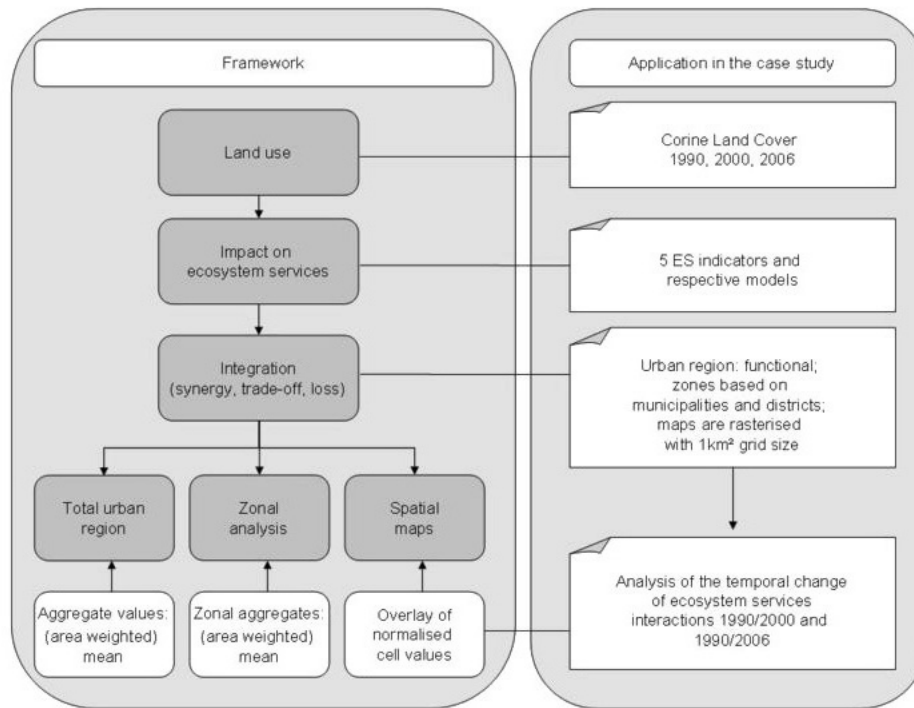 Framework
Land use
Impact on
ecosystem services
Integration
(synergy, trade-off, loss)
Total urban
region
Zonal
analysis
Spatial
maps
Aggregate values:
(area weighted)
mean
Zonal aggregates:
(area weighted)
mean
Overlay of
normalised
cell values
Application in the case study
Corine Land Cover
1990, 2000, 2006
5 ES indicators and
respective models
Urban region: functional;
zones based on
municipalities and districts;
maps are rasterised
with 1km² grid size
Analysis of the temporal change
of ecosystem services
interactions 1990/2000 and
1990/2006